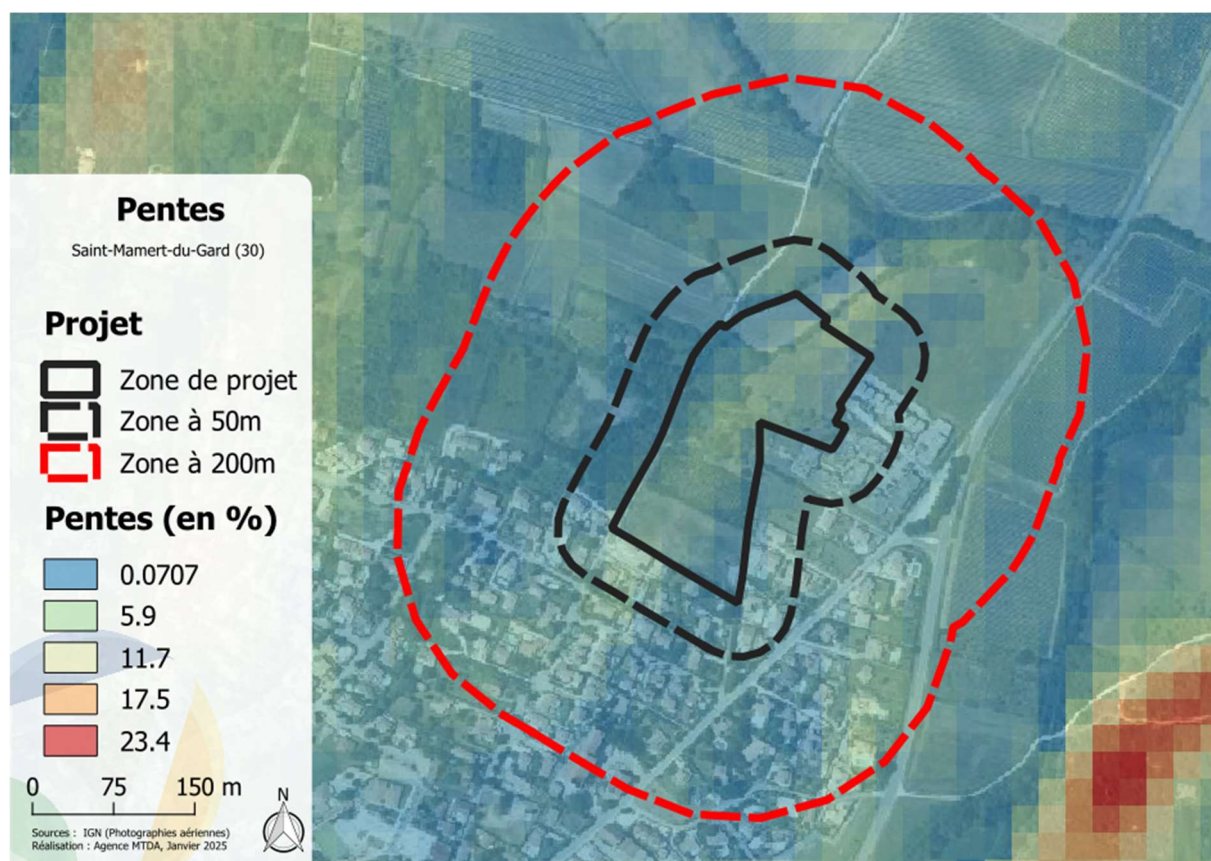 Pentes
Saint-Mamert-du-Gard (30)
Projet
Zone de projet
Zone à 50m
Zone à 200m
Pentes (en %)
0.0707
5.9
11.7
17.5
23.4
0 75 150 m
N
Sources : IGN (Photographies aériennes)
Réalisation : Agence MTDA, Janvier 2025